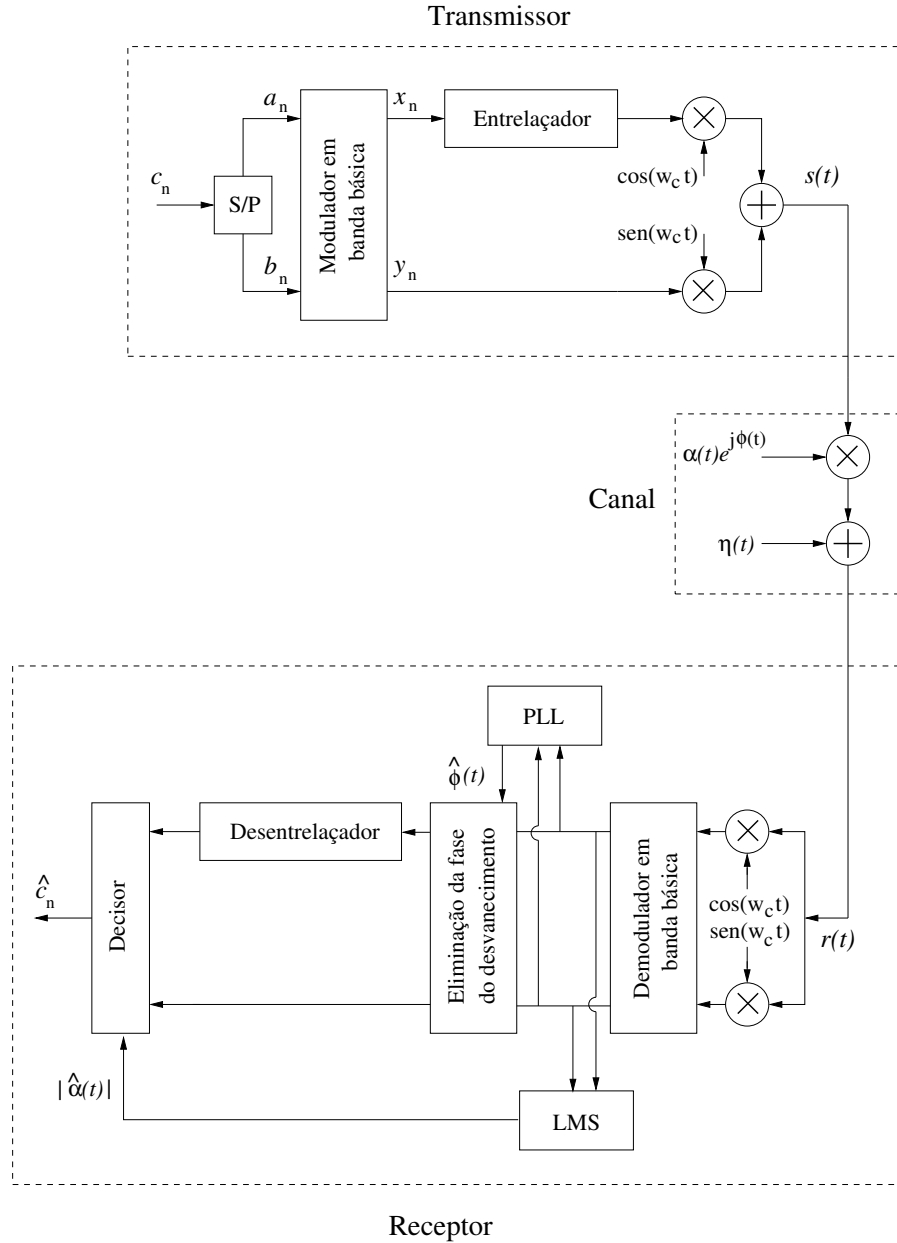 Transmissor
c_n
S/P
a_n
b_n
Modulador em
banda básica
x_n
y_n
Entrelaçador
cos(w_c t)
sen(w_c t)
s(t)
Canal
α(t)e^{jϕ(t)}
η(t)
PLL
ϕ̂(t)
Desentrelaçador
ĉ_n
Decisor
Eliminação da fase
do desvanecimento
Demodulador em
banda básica
cos(w_c t)
sen(w_c t)
r(t)
|α̂(t)|
LMS
Receptor